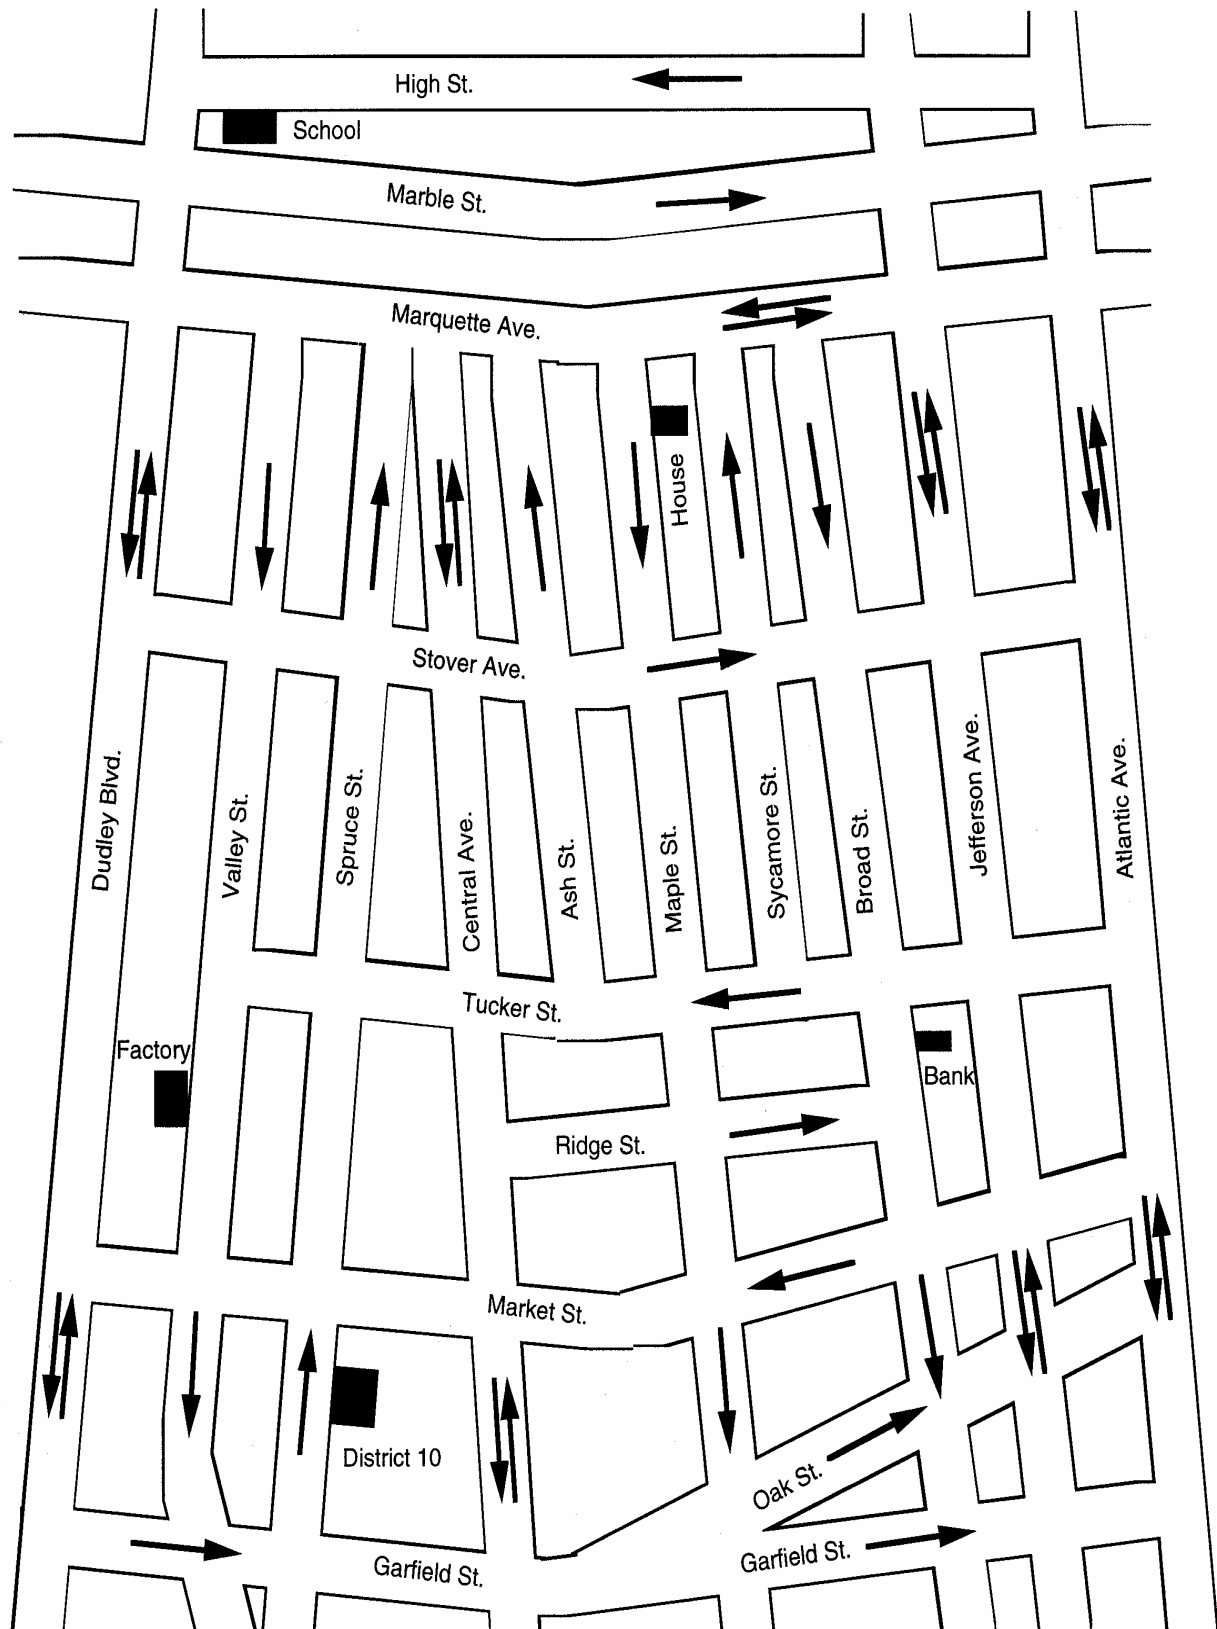 High St.
School
Marble St.
Marquette Ave.
House
Stover Ave.
Dudley Blvd.
Valley St.
Spruce St.
Central Ave.
Ash St.
Maple St.
Sycamore St.
Broad St.
Jefferson Ave.
Atlantic Ave.
Tucker St.
Factory
Bank
Ridge St.
Market St.
District 10
Oak St.
Garfield St.
Garfield St.